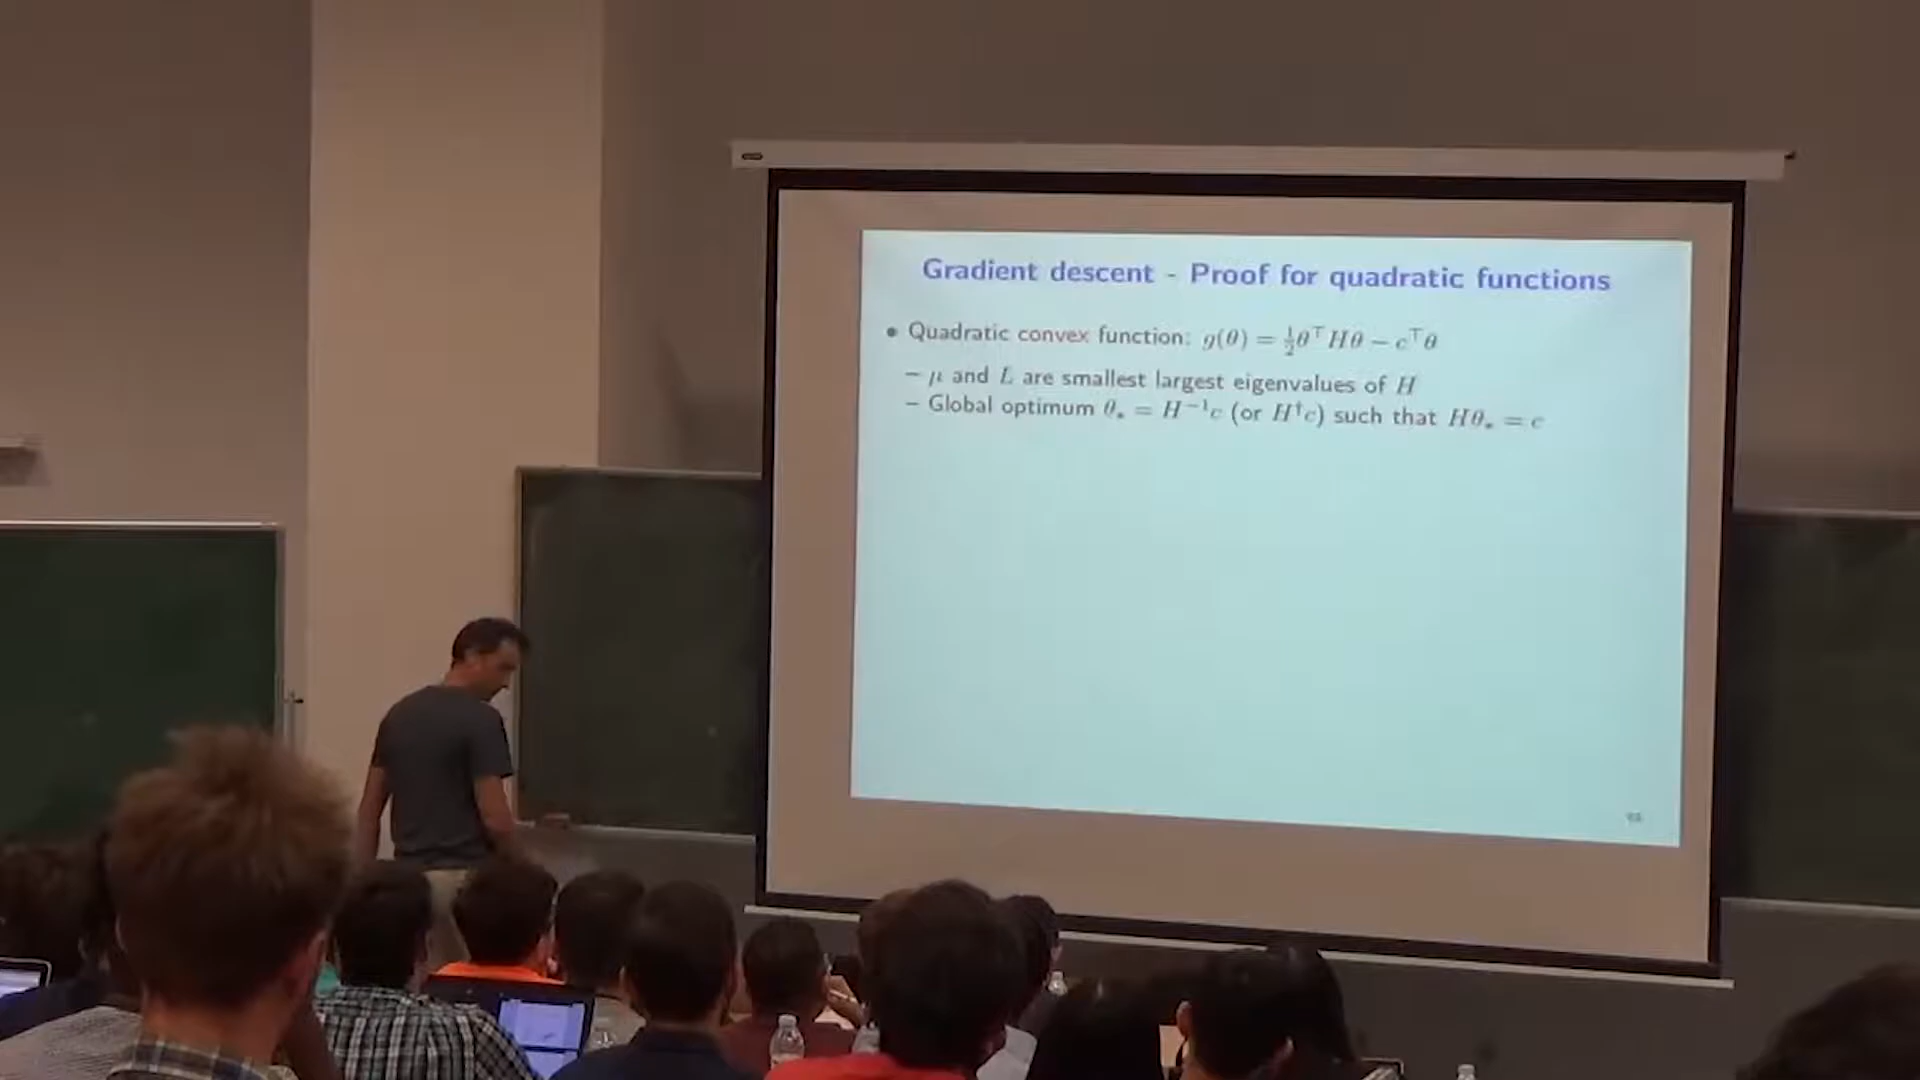 Gradient descent - Proof for quadratic functions
• Quadratic convex function: g(θ) = ½θ⊤Hθ − c⊤θ
– μ and L are smallest largest eigenvalues of H
– Global optimum θ* = H⁻¹c (or H†c) such that Hθ* = c